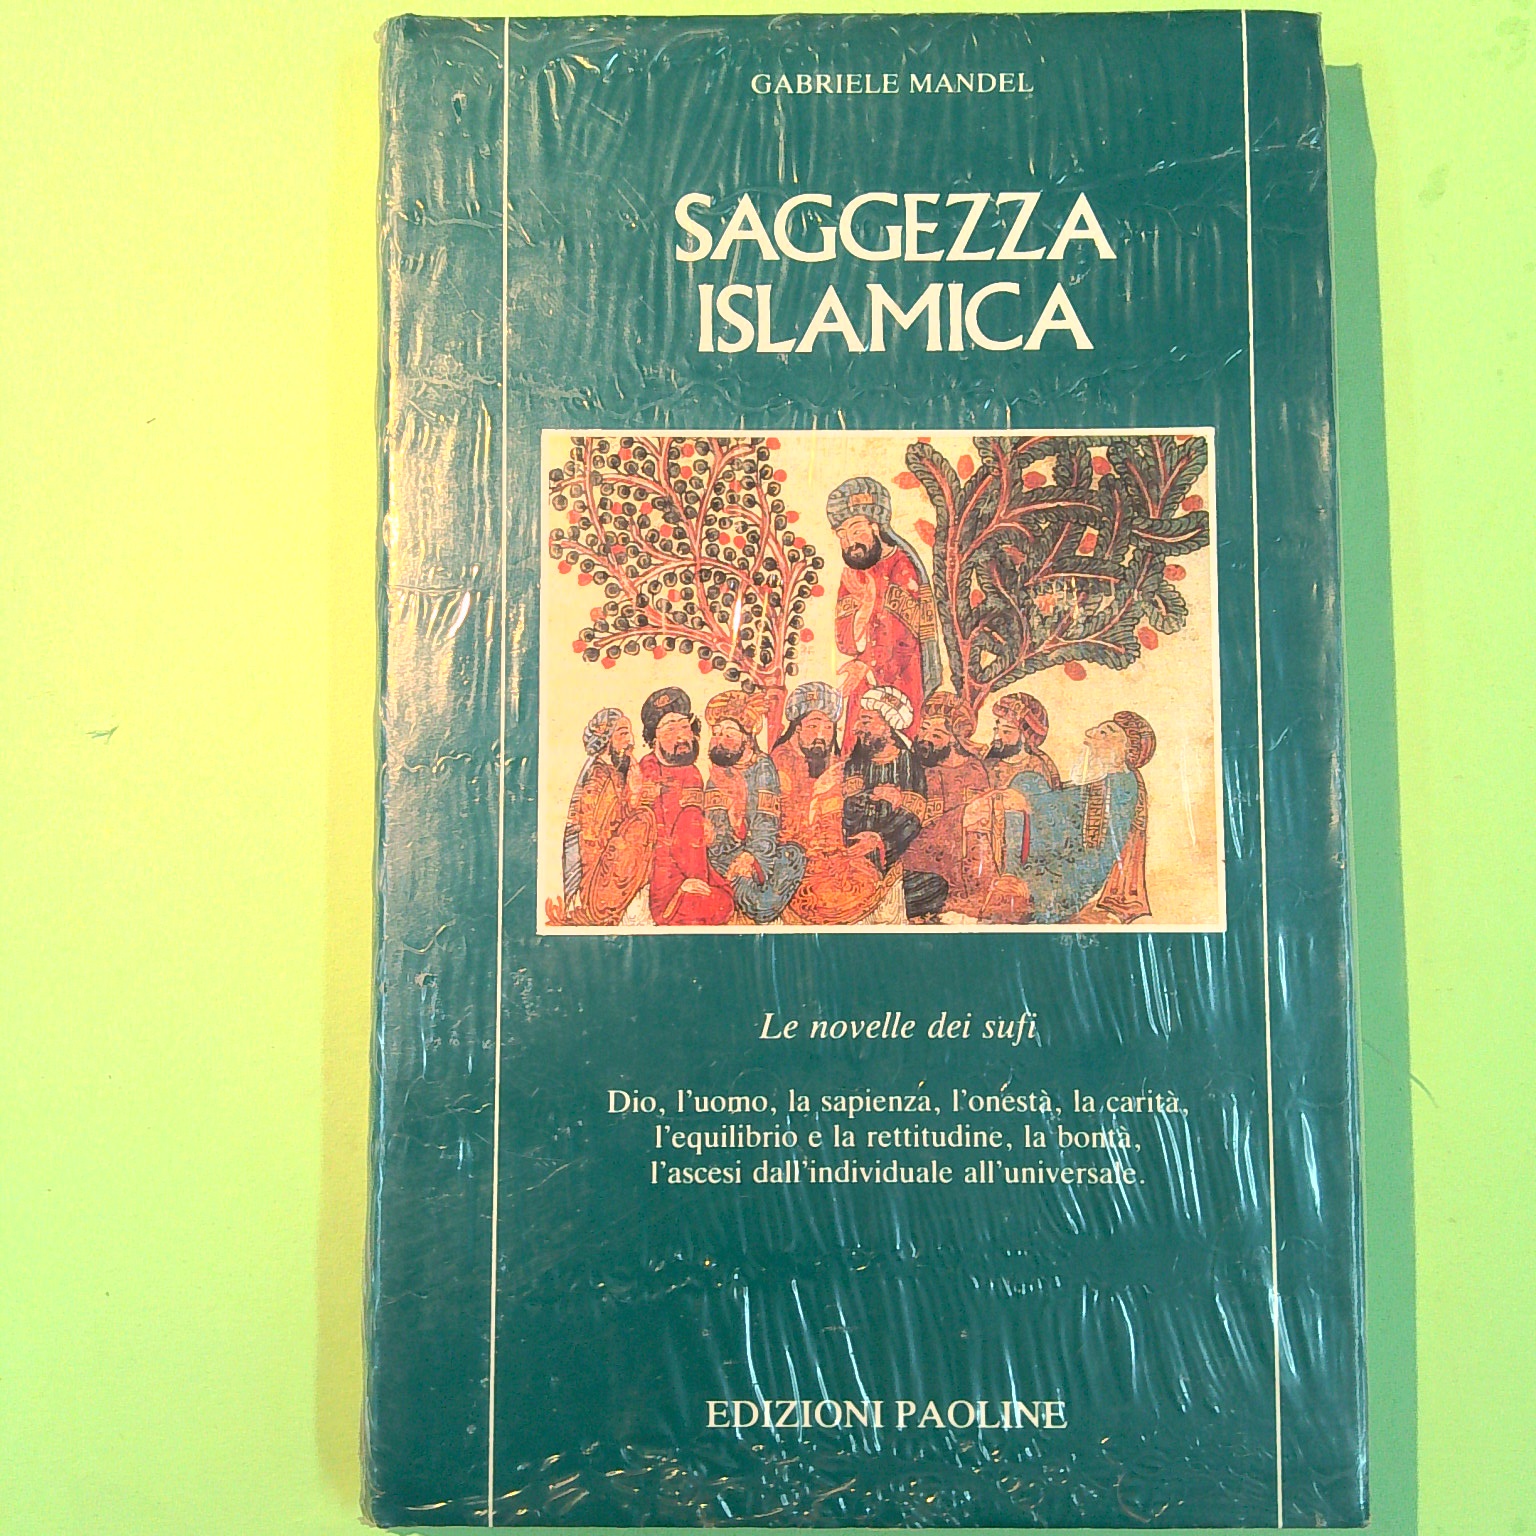 GABRIELE MANDEL
SAGGEZZA
ISLAMICA
Le novelle dei sufi
Dio, l'uomo, la sapienza, l'onestà, la carità,
l'equilibrio e la rettitudine, la bontà,
l'ascesi dall'individuale all'universale.
EDIZIONI PAOLINE